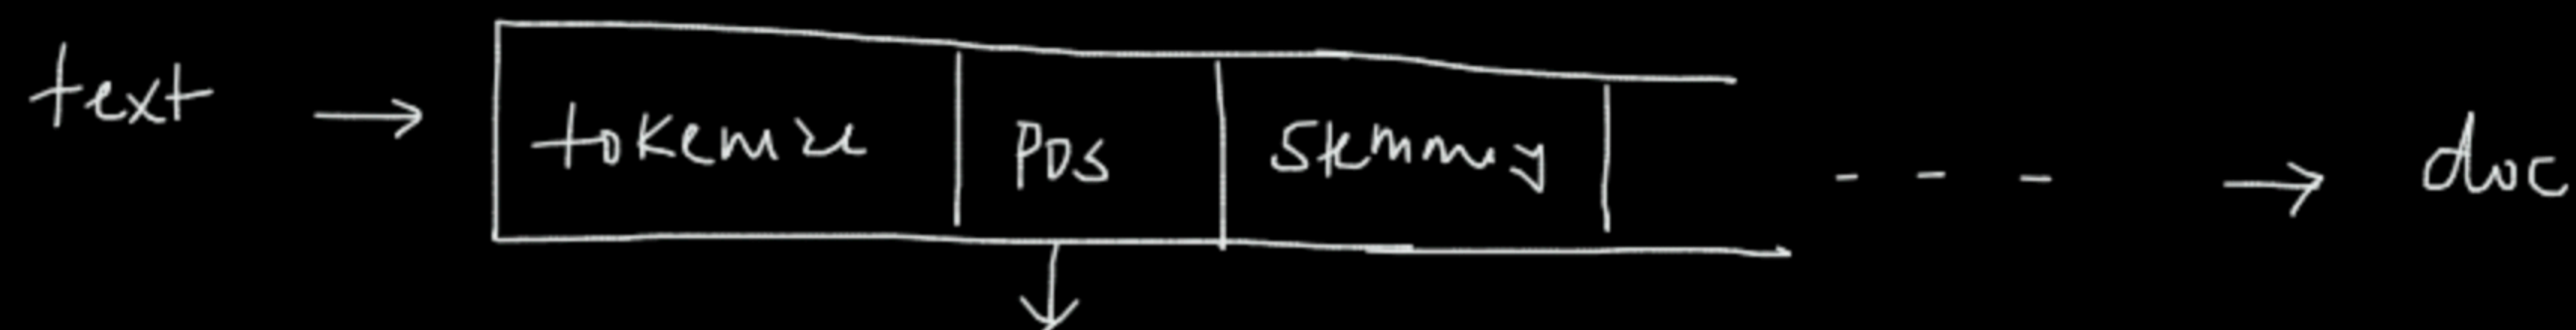 text → tokenize POS Stemming - - - → doc